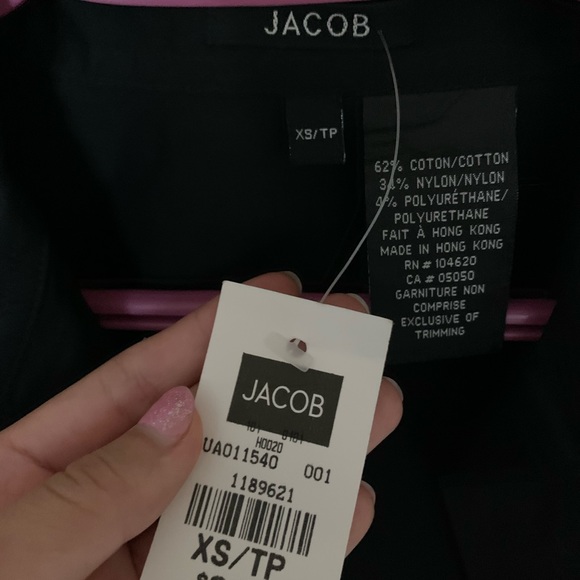 JACOB
XS/TP
62% COTON/COTTON
34% NYLON/NYLON
4% POLYURÉTHANE/
POLYURETHANE
FAIT À HONG KONG
MADE IN HONG KONG
RN # 104620
CA # 05050
GARNITURE NON
COMPRISE
EXCLUSIVE OF
TRIMMING
JACOB
H0020
UA011540 001
1189621
XS/TP